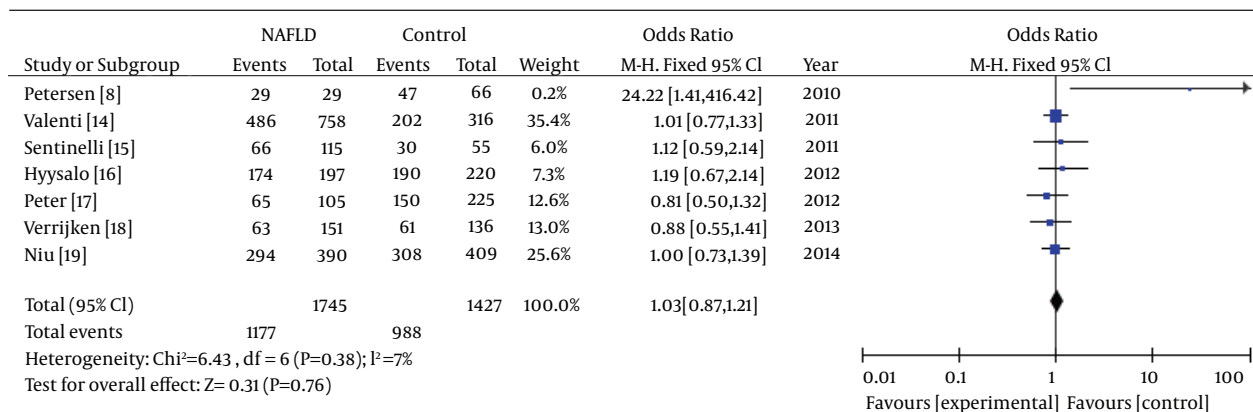 NAFLD Control Odds Ratio Odds Ratio
Study or Subgroup Events Total Events Total Weight M-H. Fixed 95% Cl Year M-H. Fixed 95% Cl
Petersen [8] 29 29 47 66 0.2% 24.22 [1.41,416.42] 2010
Valenti [14] 486 758 202 316 35.4% 1.01 [0.77,1.33] 2011
Sentinelli [15] 66 115 30 55 6.0% 1.12 [0.59,2.14] 2011
Hyysalo [16] 174 197 190 220 7.3% 1.19 [0.67,2.14] 2012
Peter [17] 65 105 150 225 12.6% 0.81 [0.50,1.32] 2012
Verrijken [18] 63 151 61 136 13.0% 0.88 [0.55,1.41] 2013
Niu [19] 294 390 308 409 25.6% 1.00 [0.73,1.39] 2014
Total (95% Cl) 1745 1427 100.0% 1.03[0.87,1.21]
Total events 1177 988
Heterogeneity: Chi²=6.43 , df = 6 (P=0.38); l² =7%
Test for overall effect: Z= 0.31 (P=0.76)
0.01 0.1 1 10 100
Favours [experimental] Favours [control]